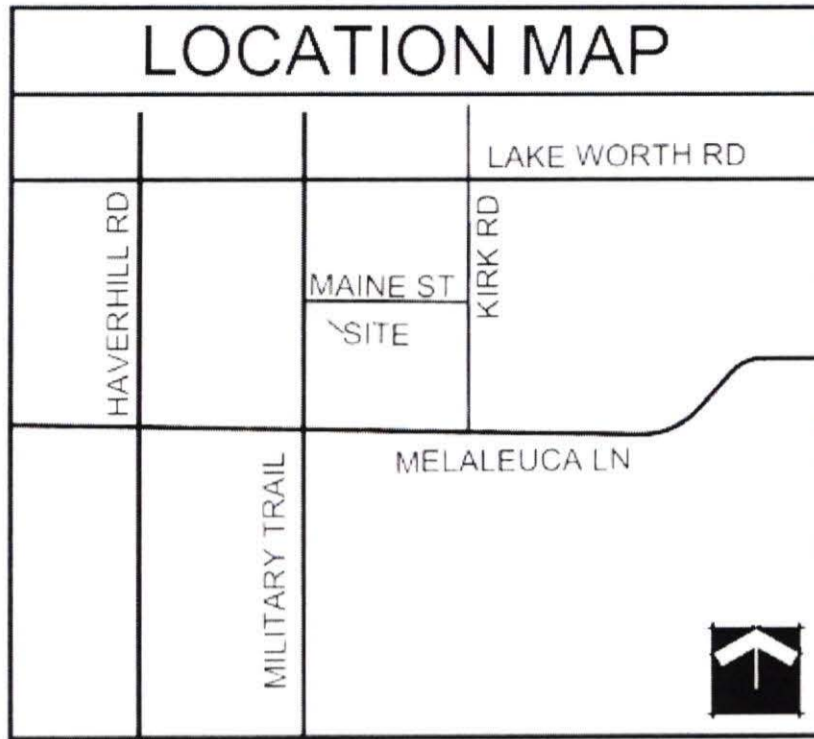 LOCATION MAP
LAKE WORTH RD
HAVERHILL RD
KIRK RD
MAINE ST
SITE
MELALEUCA LN
MILITARY TRAIL